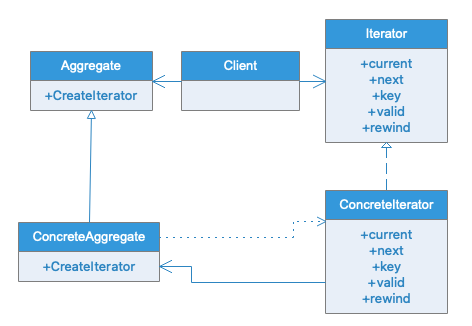 Aggregate
+CreateIterator
Client
Iterator
+current
+next
+key
+valid
+rewind
ConcreteAggregate
+CreateIterator
ConcreteIterator
+current
+next
+key
+valid
+rewind